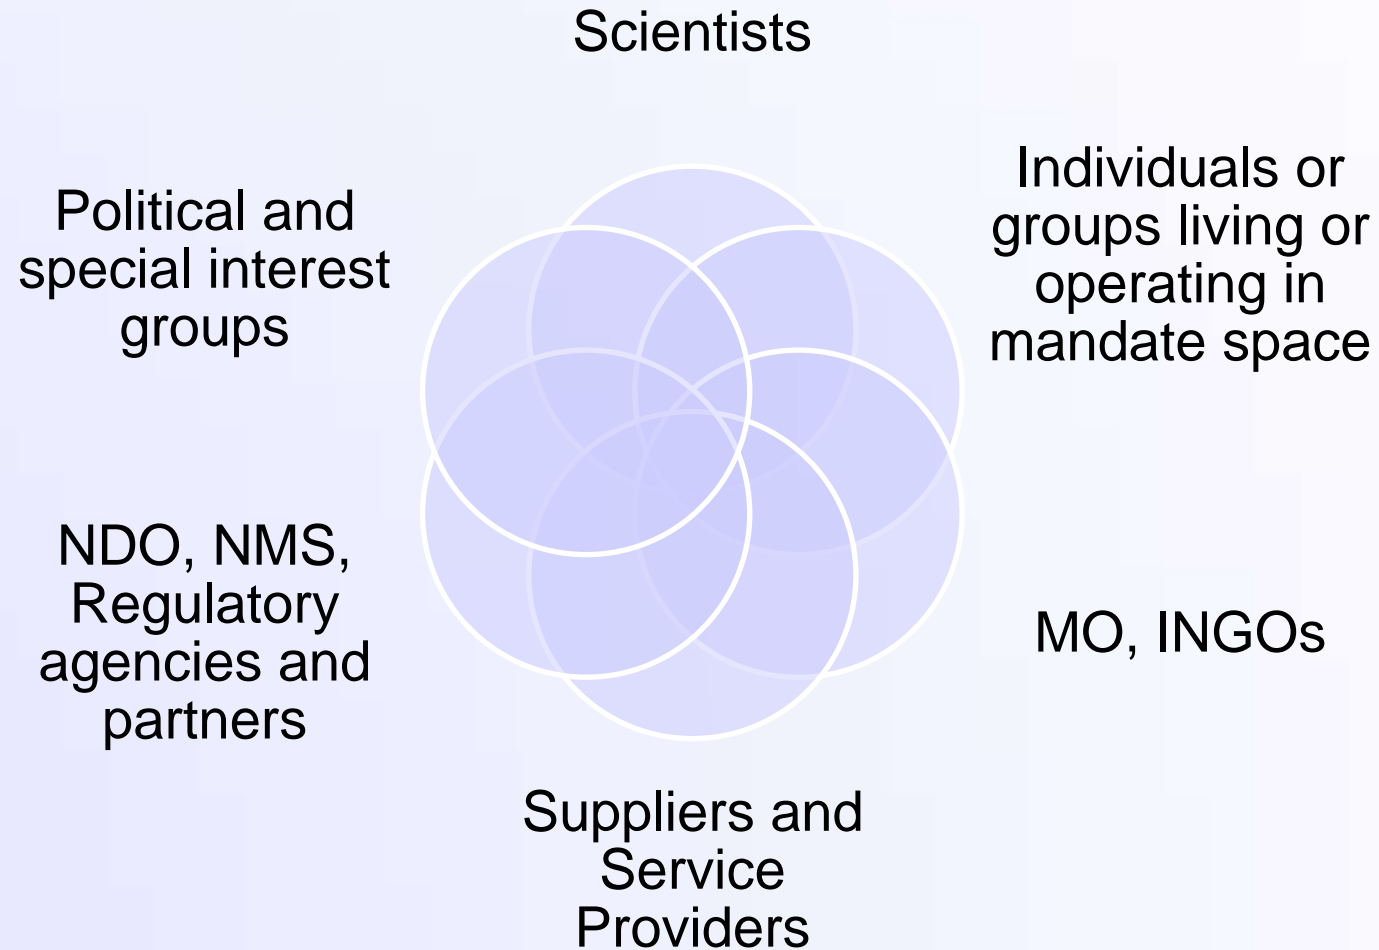 Scientists
Individuals or
groups living or
operating in
mandate space
MO, INGOs
Suppliers and
Service
Providers
NDO, NMS,
Regulatory
agencies and
partners
Political and
special interest
groups